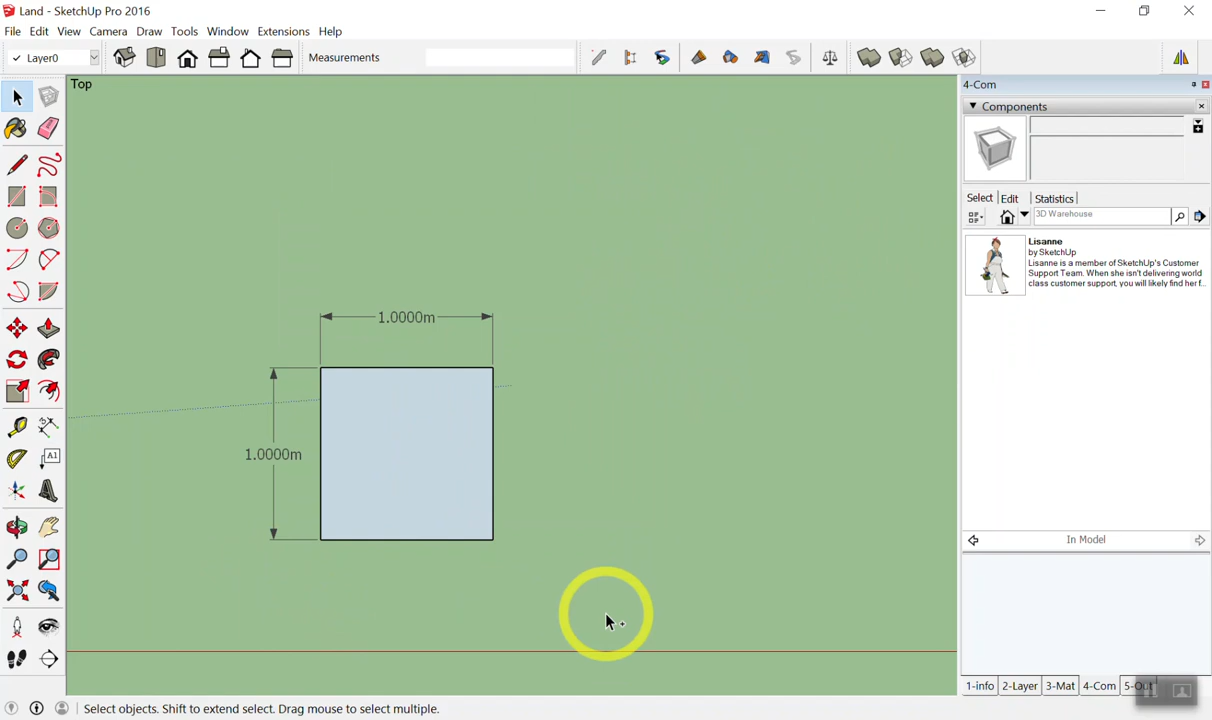 Land - SketchUp Pro 2016
File Edit View Camera Draw Tools Window Extensions Help
Layer0 Measurements
Top
4-Com
Components
Select Edit Statistics
3D Warehouse
Lisanne
by SketchUp
Lisanne is a member of SketchUp's Customer
Support Team. When she isn't delivering world
class customer support, you will likely find her f...
1.0000m
1.0000m
A1
In Model
1-info 2-Layer 3-Mat 4-Com
Select objects. Shift to extend select. Drag mouse to select multiple.